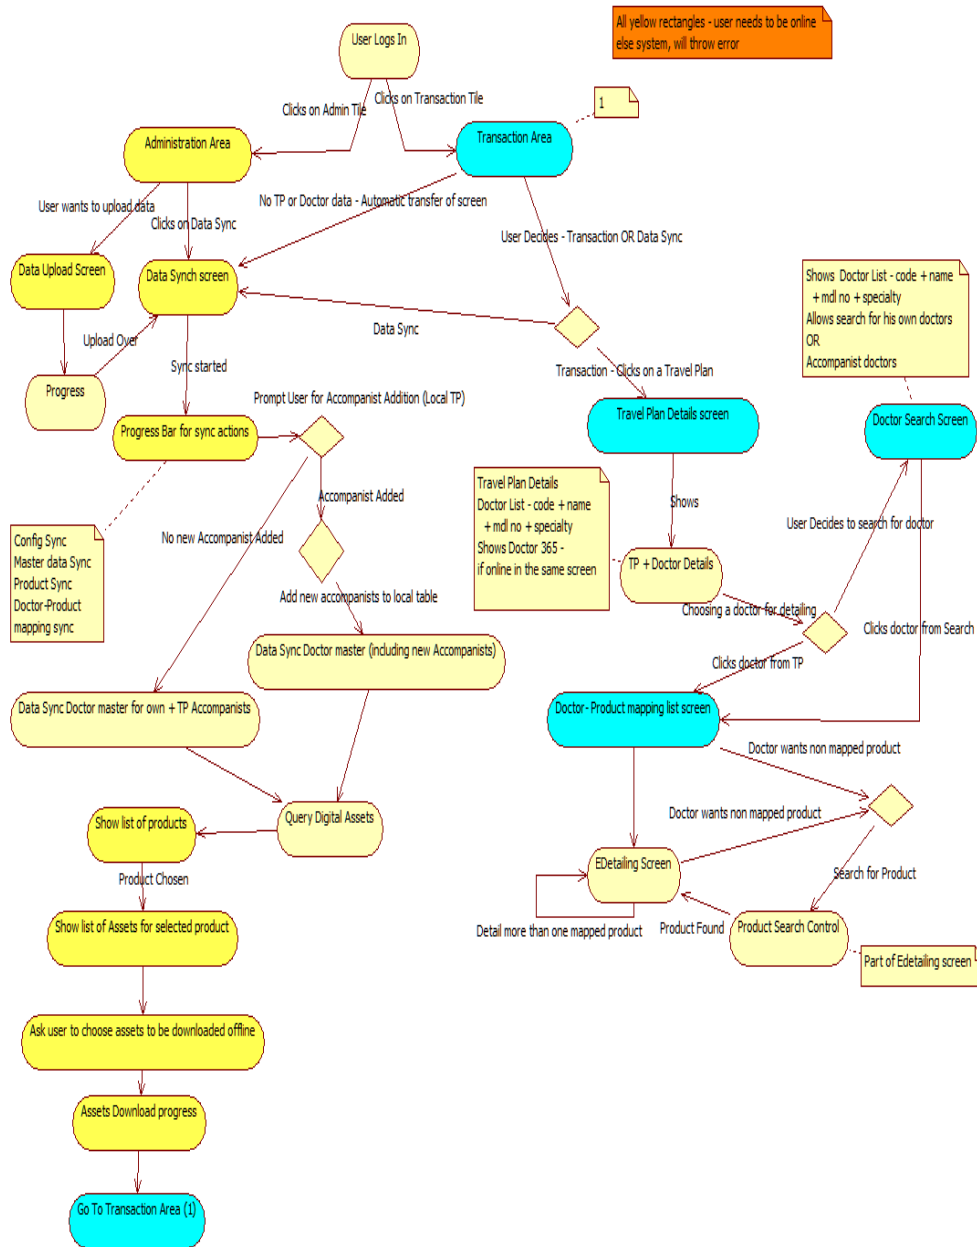 All yellow rectangles - user needs to be online
else system, will throw error
User Logs In
1
Clicks on Admin Tile
Clicks on Transaction Tile
Administration Area
Transaction Area
User wants to upload data
Clicks on Data Sync
No TP or Doctor data - Automatic transfer of screen
User Decides - Transaction OR Data Sync
Data Upload Screen
Data Synch screen
Shows Doctor List - code + name
+ mdl no + specialty
Allows search for his own doctors
OR
Accompanist doctors
Data Sync
Upload Over
Sync started
Transaction - Clicks on a Travel Plan
Progress
Prompt User for Accompanist Addition (Local TP)
Travel Plan Details screen
Doctor Search Screen
Progress Bar for sync actions
Travel Plan Details
Doctor List - code + name
+ mdl no + specialty
Shows Doctor 365 -
if online in the same screen
Accompanist Added
Shows
User Decides to search for doctor
No new Accompanist Added
Config Sync
Master data Sync
Product Sync
Doctor-Product
mapping sync
TP + Doctor Details
Add new accompanists to local table
Choosing a doctor for detailing
Clicks doctor from Search
Data Sync Doctor master (including new Accompanists)
Clicks doctor from TP
Data Sync Doctor master for own + TP Accompanists
Doctor- Product mapping list screen
Doctor wants non mapped product
Show list of products
Query Digital Assets
Doctor wants non mapped product
EDetailing Screen
Search for Product
Product Chosen
Show list of Assets for selected product
Detail more than one mapped product
Product Found
Product Search Control
Part of Edetailing screen
Ask user to choose assets to be downloaded offline
Assets Download progress
Go To Transaction Area (1)